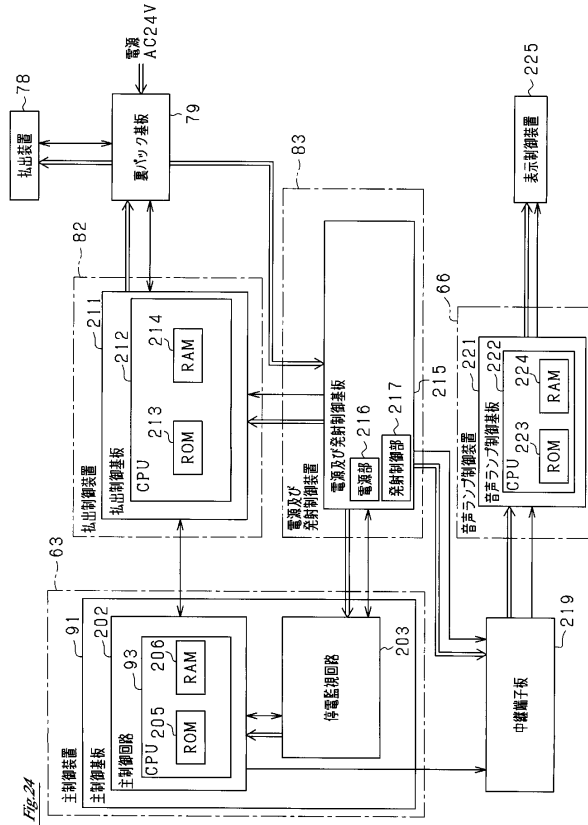 Fig.24
63
主制御装置
91
主制御基板
202
主制御回路
93
CPU
205
ROM
206
RAM
停電監視回路
203
82
払出制御装置
211
払出制御基板
212
CPU
213
ROM
214
RAM
払出装置
78
裏パック基板
79
電源
AC24V
83
電源及び
発射制御装置
電源及び発射制御基板
215
電源部
216
発射制御部
217
中継端子板
219
66
音声ランプ制御装置
221
音声ランプ制御基板
222
CPU
223
ROM
224
RAM
表示制御装置
225